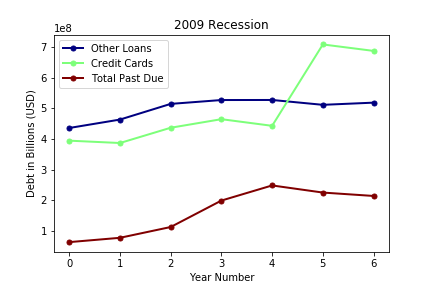 2009 Recession
1e8
Other Loans
Credit Cards
Total Past Due
Debt in Billions (USD)
7
6
5
4
3
2
1
0 1 2 3 4 5 6
Year Number